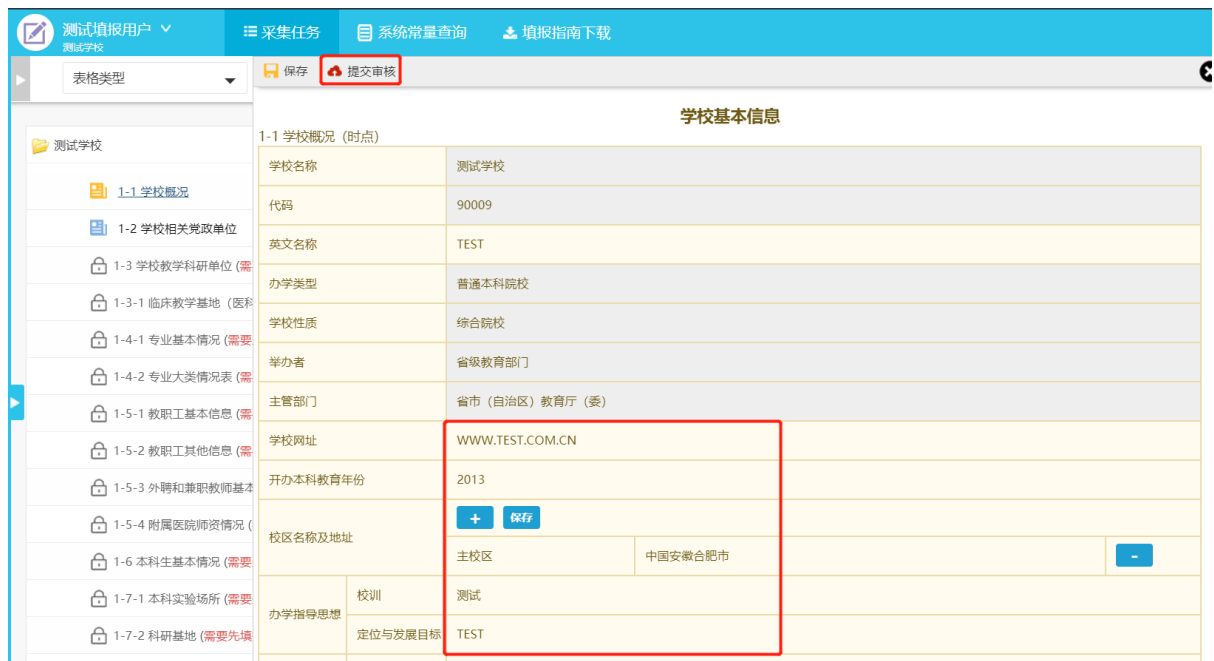 测试填报用户
测试学校
采集任务
系统常量查询
填报指南下载
表格类型
保存
提交审核
测试学校
1-1 学校概况
1-2 学校相关党政单位
1-3 学校教学科研单位 (需
1-3-1 临床教学基地（医科
1-4-1 专业基本情况 (需要
1-4-2 专业大类情况表 (需
1-5-1 教职工基本信息 (需
1-5-2 教职工其他信息 (需
1-5-3 外聘和兼职教师基本
1-5-4 附属医院师资情况 (
1-6 本科生基本情况 (需要
1-7-1 本科实验场所 (需要
1-7-2 科研基地 (需要先填
学校基本信息
1-1 学校概况（时点）
学校名称 测试学校
代码 90009
英文名称 TEST
办学类型 普通本科院校
学校性质 综合院校
举办者 省级教育部门
主管部门 省市（自治区）教育厅（委）
学校网址 WWW.TEST.COM.CN
开办本科教育年份 2013
校区名称及地址 + 保存
主校区 中国安徽合肥市 -
办学指导思想 校训 测试
定位与发展目标 TEST